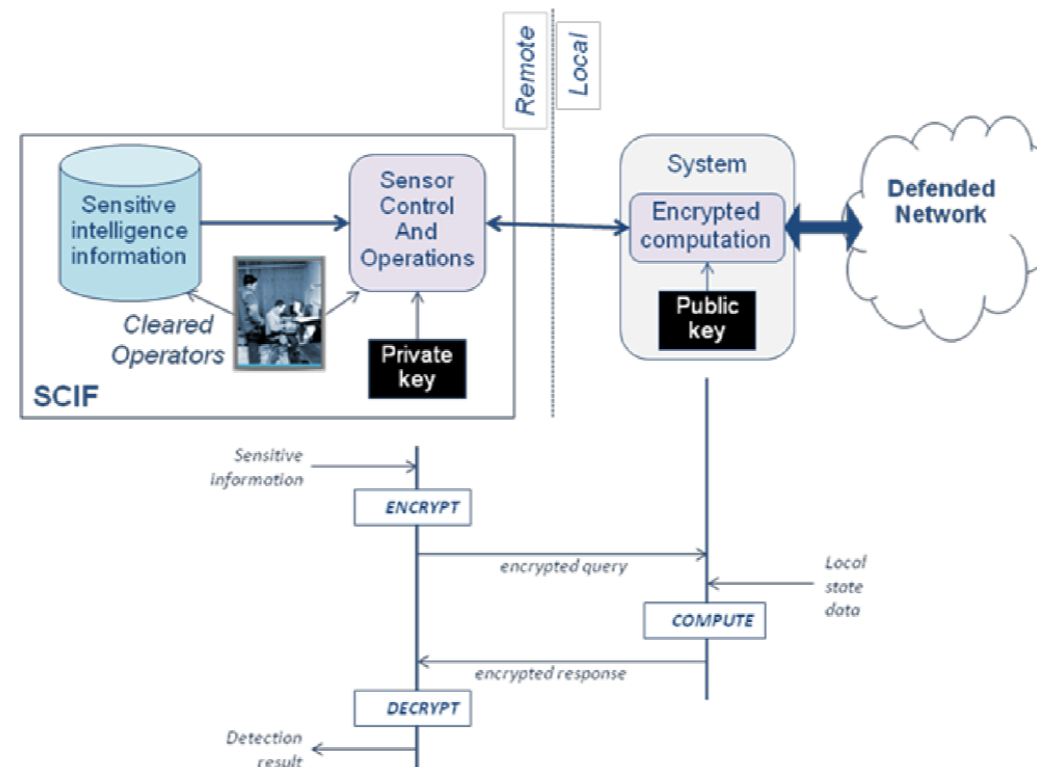 Remote
Local
Sensitive
intelligence
information
Sensor
Control
And
Operations
System
Encrypted
computation
Defended
Network
Cleared
Operators
Private
key
Public
key
SCIF
Sensitive
information
ENCRYPT
encrypted query
Local
state
data
COMPUTE
encrypted response
DECRYPT
Detection
result